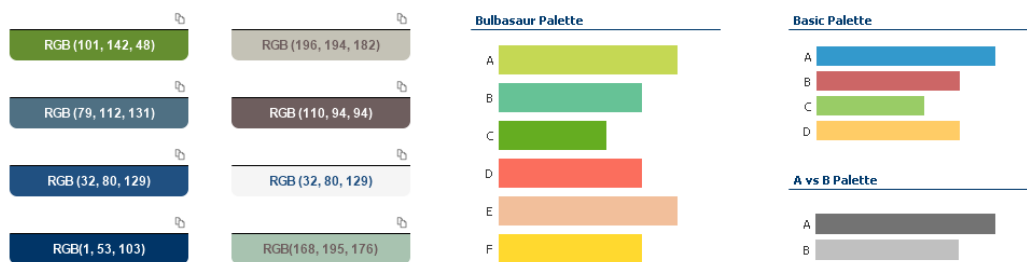 RGB (101, 142, 48)
RGB (196, 194, 182)
RGB (79, 112, 131)
RGB (110, 94, 94)
RGB (32, 80, 129)
RGB (32, 80, 129)
RGB(1, 53, 103)
RGB(168, 195, 176)
Bulbasaur Palette
A
B
C
D
E
F
Basic Palette
A
B
C
D
A vs B Palette
A
B